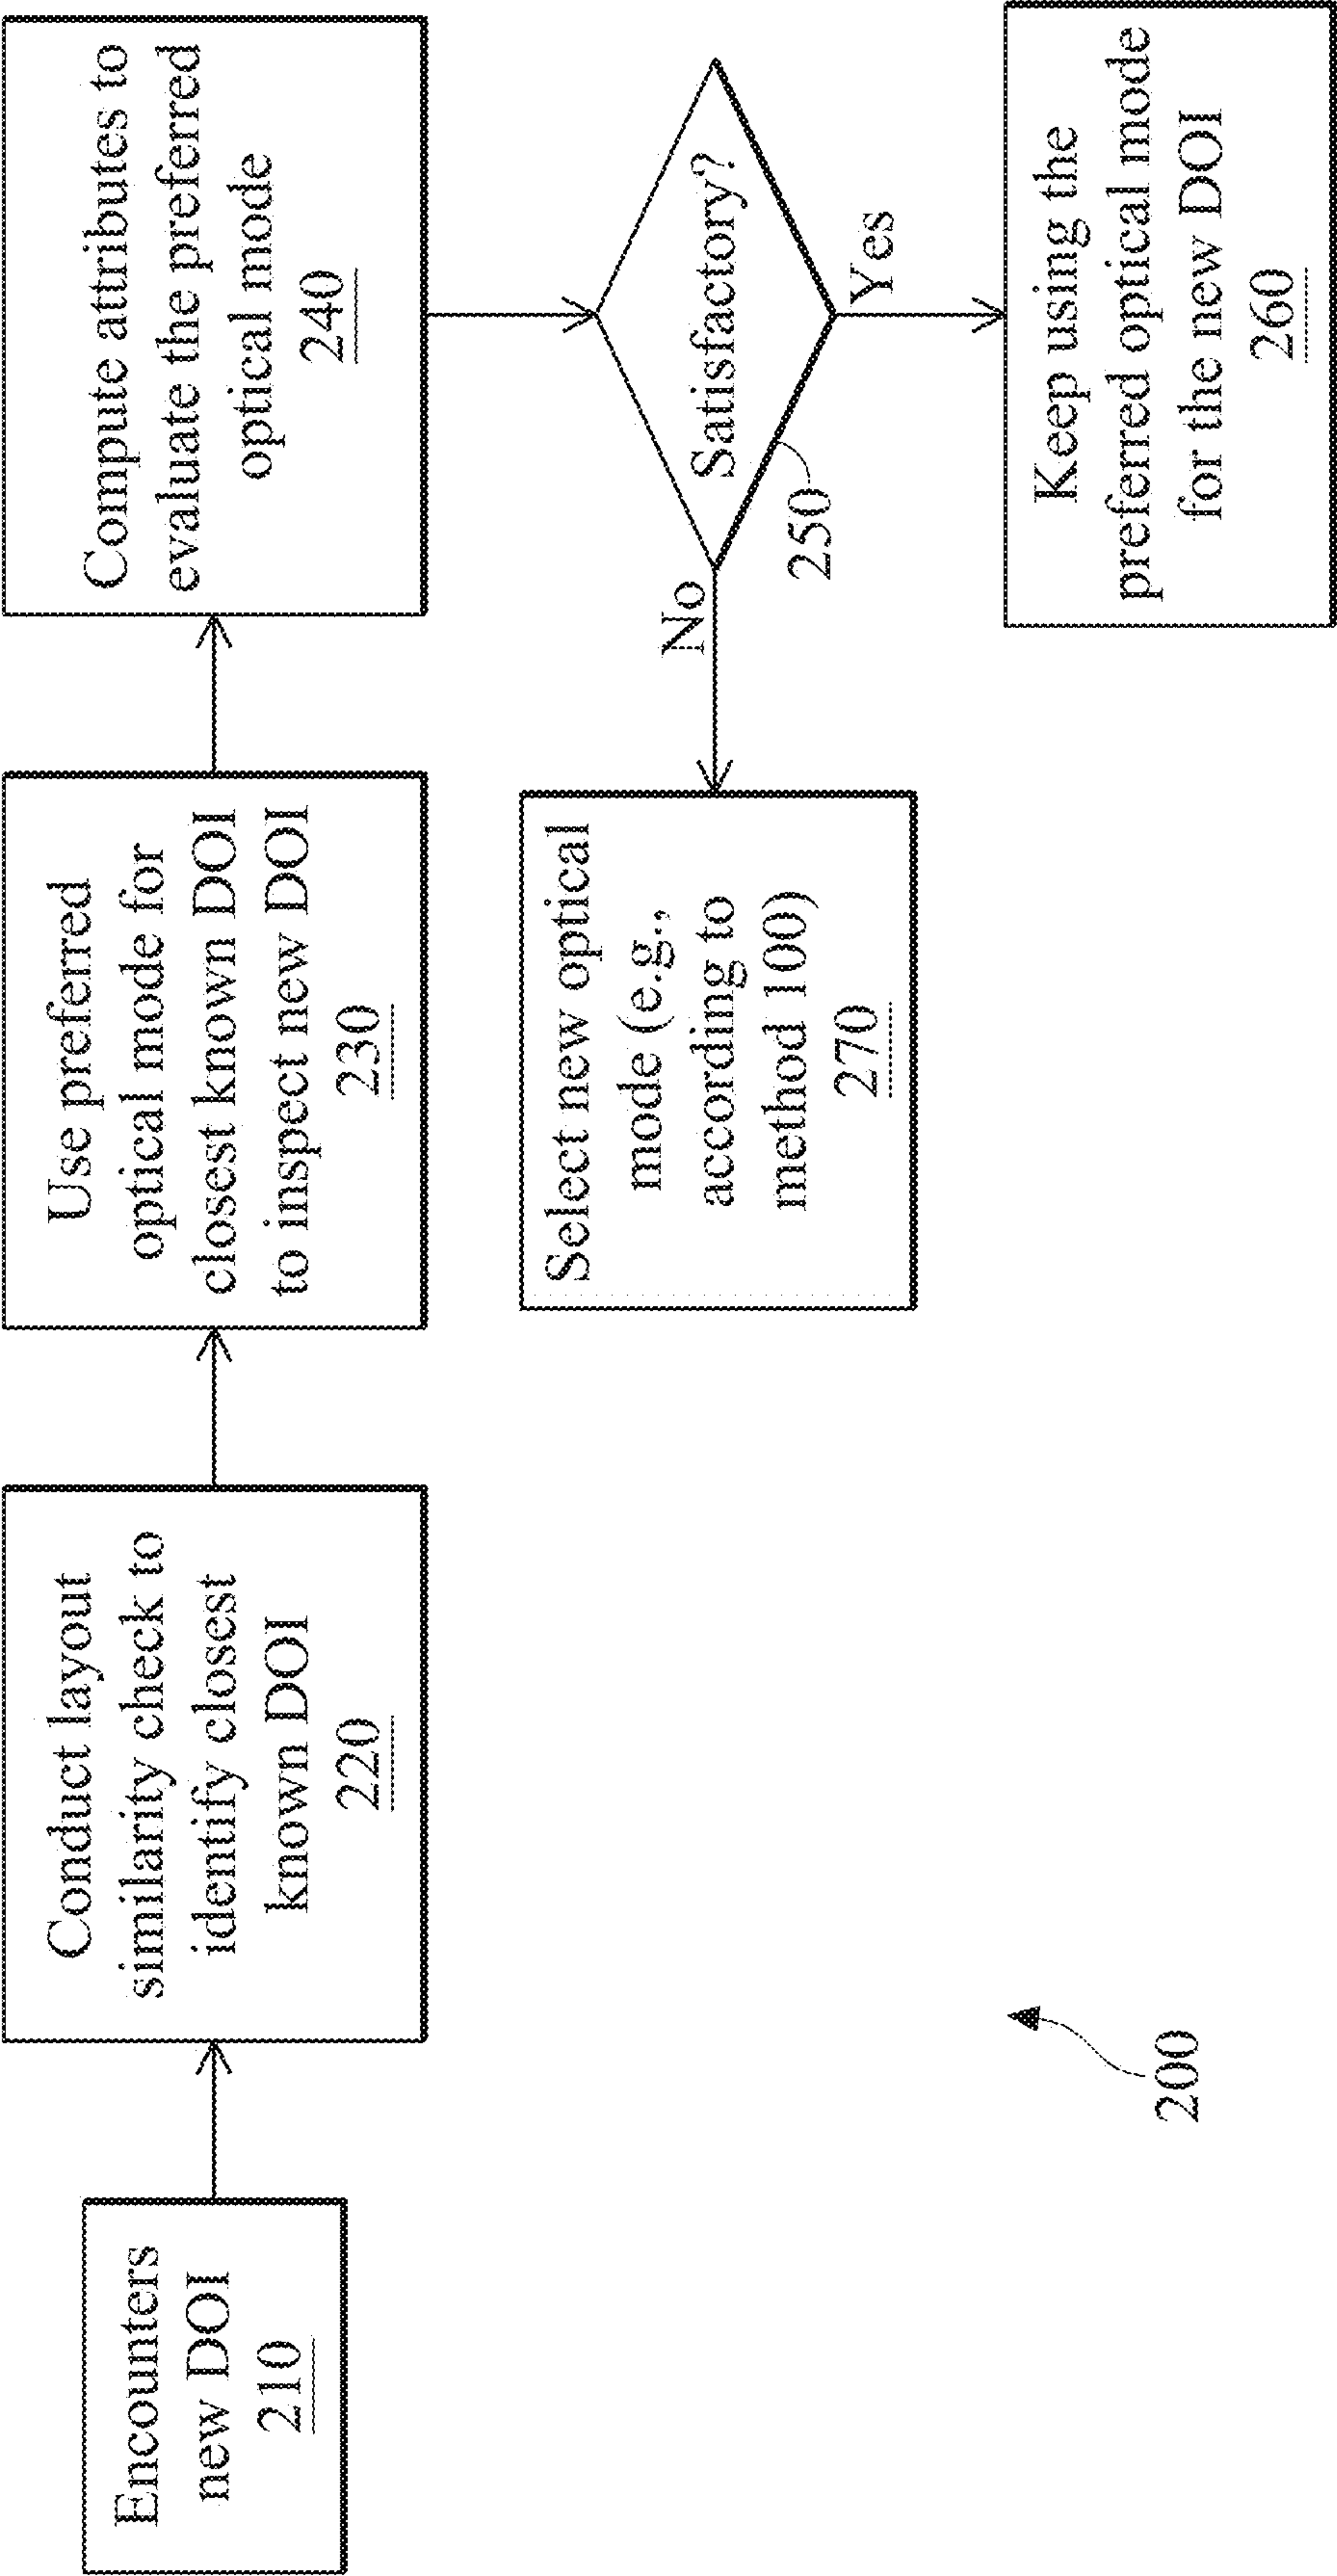 Encounters
new DOI
210
Conduct layout
similarity check to
identify closest
known DOI
220
Use preferred
optical mode for
closest known DOI
to inspect new DOI
230
Compute attributes to
evaluate the preferred
optical mode
240
Satisfactory?
250
No
Yes
Select new optical
mode (e.g.,
according to
method 100)
270
Keep using the
preferred optical mode
for the new DOI
260
200